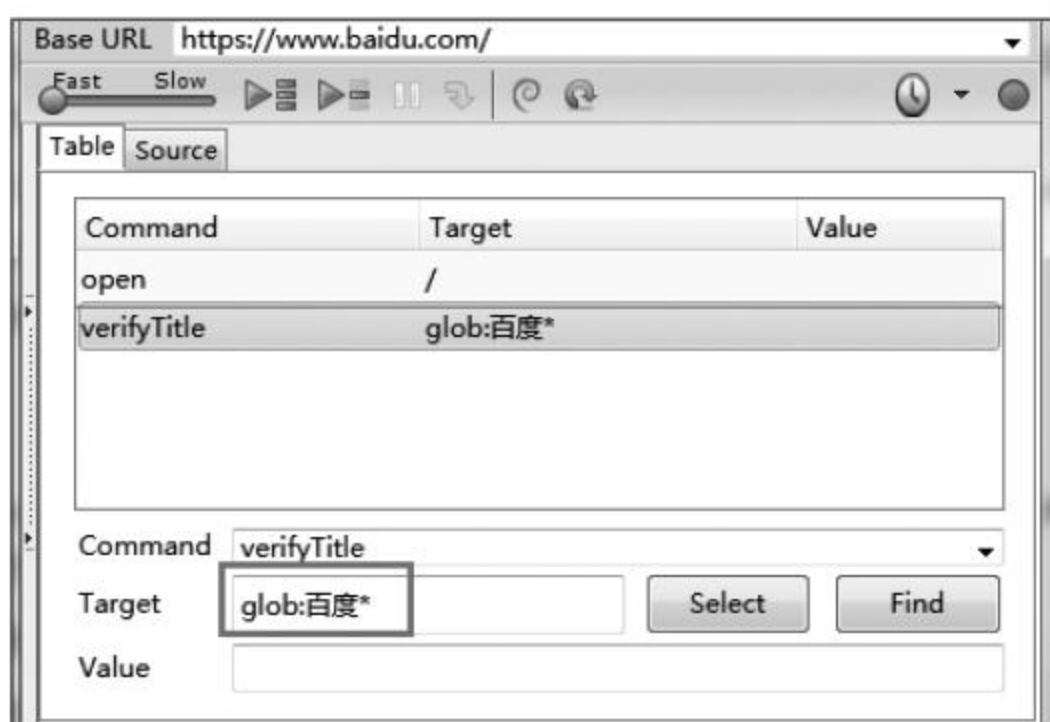 Base URL https://www.baidu.com/
Fast Slow
Table Source
Command Target Value
open /
verifyTitle glob:百度*
Command verifyTitle
Target glob:百度* Select Find
Value